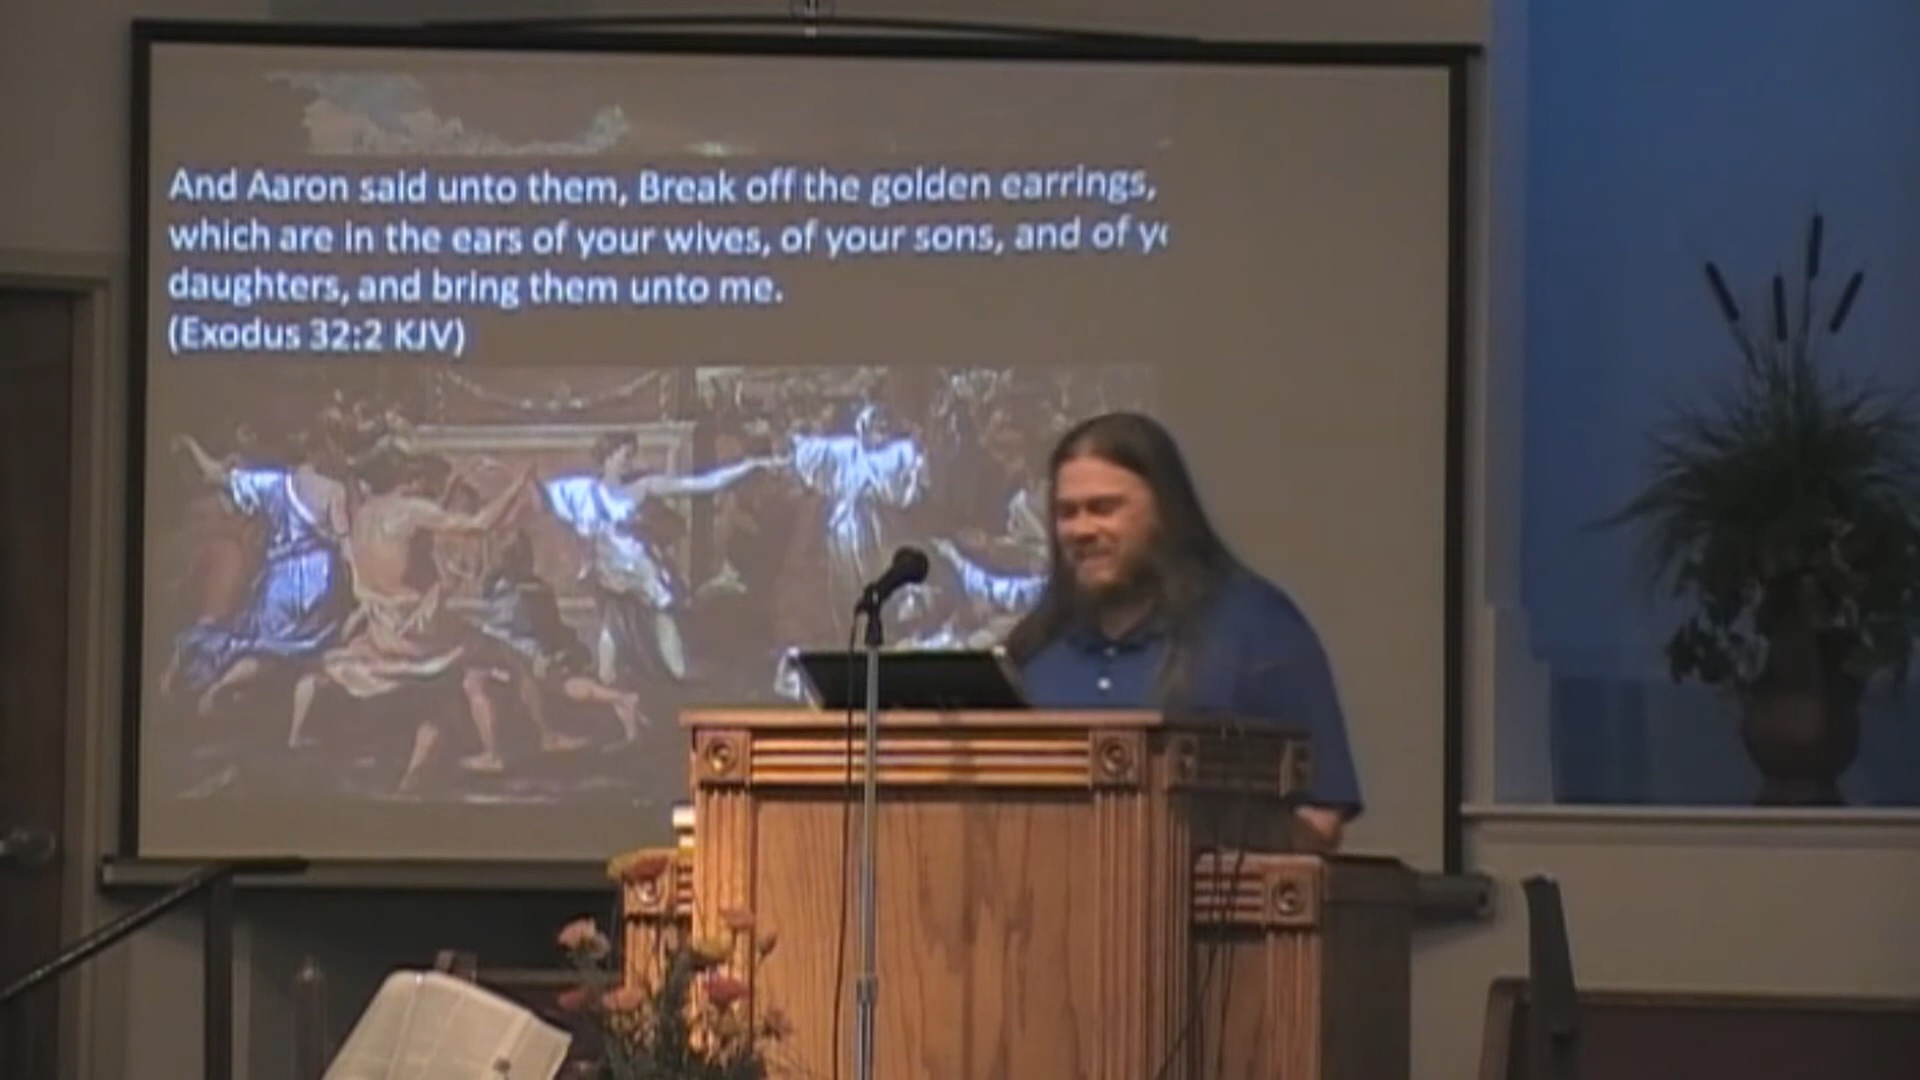 And Aaron said unto them, Break off the golden earrings,
which are in the ears of your wives, of your sons, and of
daughters, and bring them unto me.
(Exodus 32:2 KJV)